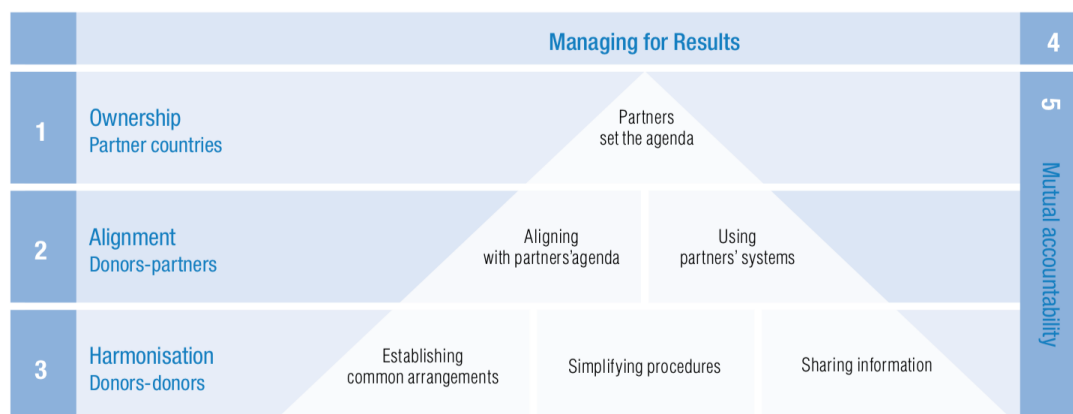 Managing for Results
4
1
Ownership
Partner countries
Partners
set the agenda
2
Alignment
Donors-partners
Aligning
with partners'agenda
Using
partners' systems
3
Harmonisation
Donors-donors
Establishing
common arrangements
Simplifying procedures
Sharing information
5
Mutual accountability